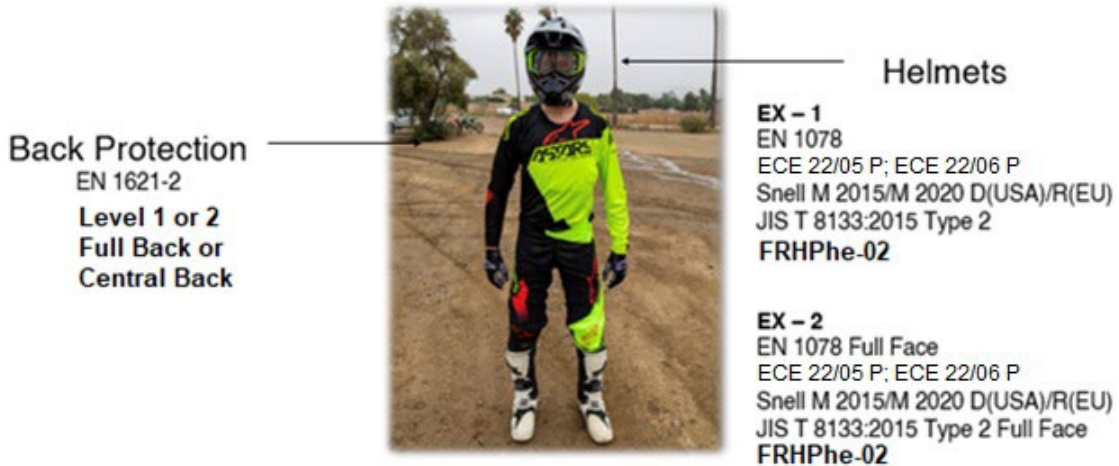 Back Protection
EN 1621-2
Level 1 or 2
Full Back or
Central Back
ASTARS
Helmets
EX – 1
EN 1078
ECE 22/05 P; ECE 22/06 P
Snell M 2015/M 2020 D(USA)/R(EU)
JIS T 8133:2015 Type 2
FRHPhe-02
EX – 2
EN 1078 Full Face
ECE 22/05 P; ECE 22/06 P
Snell M 2015/M 2020 D(USA)/R(EU)
JIS T 8133:2015 Type 2 Full Face
FRHPhe-02